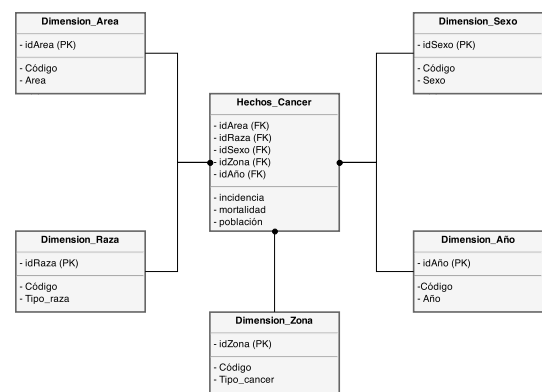 Dimension_Area
- idArea (PK)
- Código
- Area
Dimension_Sexo
- idSexo (PK)
- Código
- Sexo
Hechos_Cancer
- idArea (FK)
- idRaza (FK)
- idSexo (FK)
- idZona (FK)
- idAño (FK)
- incidencia
- mortalidad
- población
Dimension_Raza
- idRaza (PK)
- Código
- Tipo_raza
Dimension_Año
- idAño (PK)
-Código
- Año
Dimension_Zona
- idZona (PK)
- Código
- Tipo_cancer